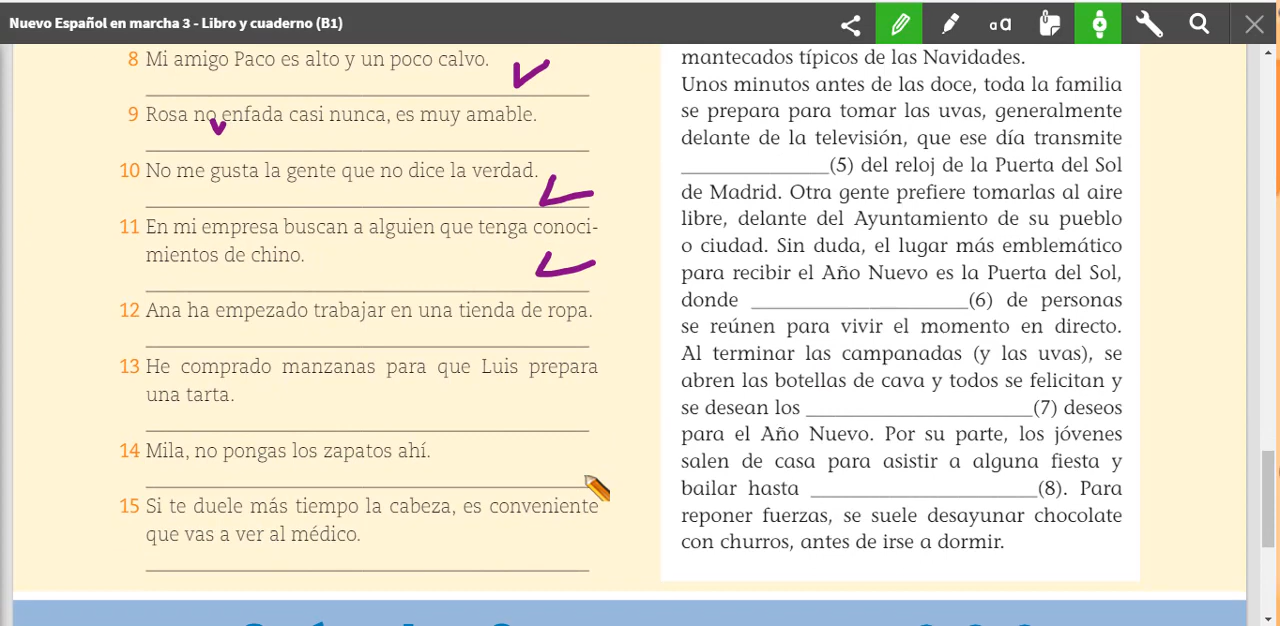 Nuevo Español en marcha 3 - Libro y cuaderno (B1)
aA
8 Mi amigo Paco es alto y un poco calvo.
9 Rosa no enfada casi nunca, es muy amable.
10 No me gusta la gente que no dice la verdad.
11 En mi empresa buscan a alguien que tenga conoci-
mientos de chino.
12 Ana ha empezado trabajar en una tienda de ropa.
13 He comprado manzanas para que Luis prepara
una tarta.
14 Mila, no pongas los zapatos ahí.
15 Si te duele más tiempo la cabeza, es conveniente
que vas a ver al médico.
mantecados típicos de las Navidades.
Unos minutos antes de las doce, toda la familia
se prepara para tomar las uvas, generalmente
delante de la televisión, que ese día transmite
______________(5) del reloj de la Puerta del Sol
de Madrid. Otra gente prefiere tomarlas al aire
libre, delante del Ayuntamiento de su pueblo
o ciudad. Sin duda, el lugar más emblemático
para recibir el Año Nuevo es la Puerta del Sol,
donde ____________________(6) de personas
se reúnen para vivir el momento en directo.
Al terminar las campanadas (y las uvas), se
abren las botellas de cava y todos se felicitan y
se desean los _____________________(7) deseos
para el Año Nuevo. Por su parte, los jóvenes
salen de casa para asistir a alguna fiesta y
bailar hasta _____________________(8). Para
reponer fuerzas, se suele desayunar chocolate
con churros, antes de irse a dormir.